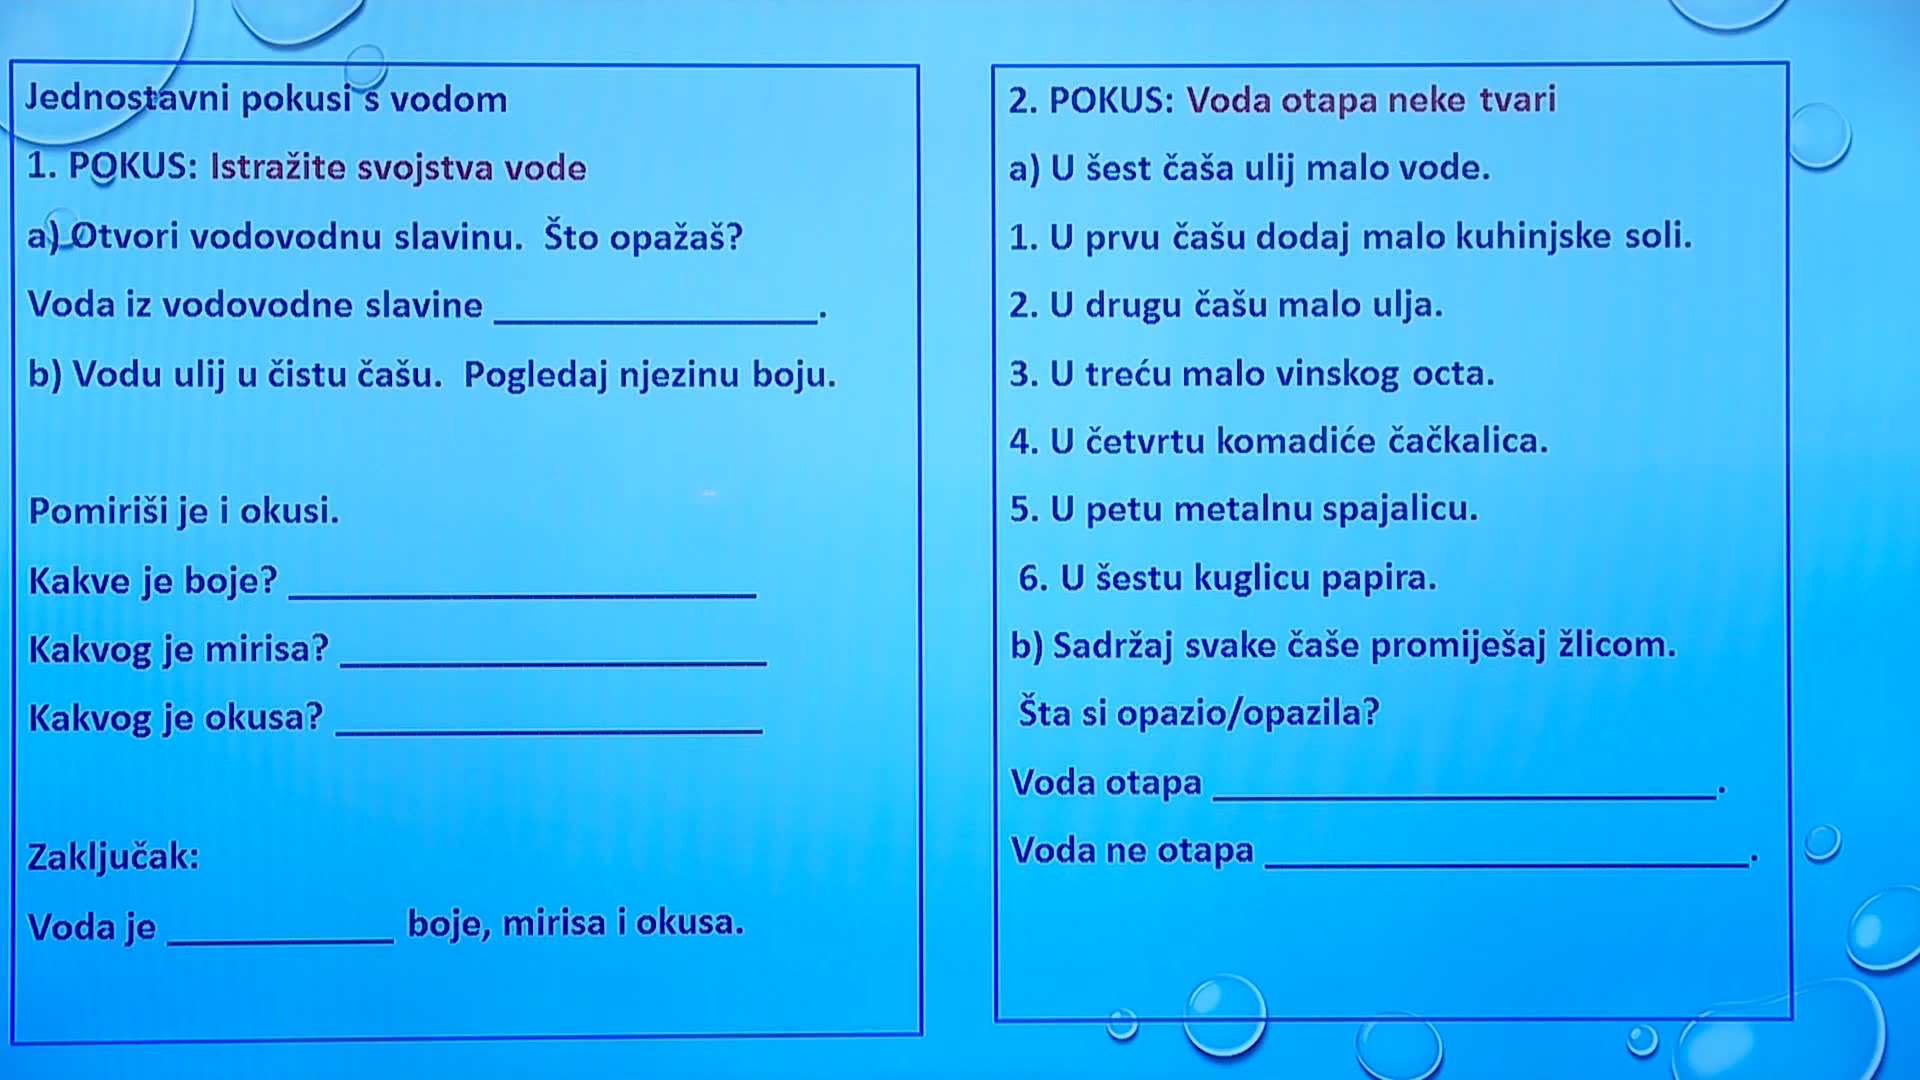 Jednostavni pokusi s vodom
1. POKUS: Istražite svojstva vode
a) Otvori vodovodnu slavinu. Što opažaš?
Voda iz vodovodne slavine ________________.
b) Vodu ulij u čistu čašu. Pogledaj njezinu boju.
Pomiriši je i okusi.
Kakve je boje? _______________________
Kakvog je mirisa? _____________________
Kakvog je okusa? _____________________
Zaključak:
Voda je ___________ boje, mirisa i okusa.
2. POKUS: Voda otapa neke tvari
a) U šest čaša ulij malo vode.
1. U prvu čašu dodaj malo kuhinjske soli.
2. U drugu čašu malo ulja.
3. U treću malo vinskog octa.
4. U četvrtu komadiće čačkalica.
5. U petu metalnu spajalicu.
6. U šestu kuglicu papira.
b) Sadržaj svake čaše promiješaj žlicom.
Šta si opazio/opazila?
Voda otapa _________________________.
Voda ne otapa ________________________.